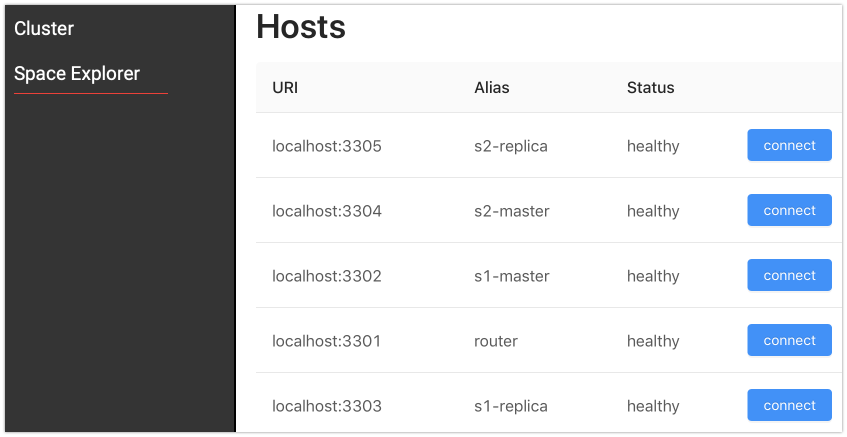 Cluster
Space Explorer
Hosts
URI Alias Status
localhost:3305 s2-replica healthy connect
localhost:3304 s2-master healthy connect
localhost:3302 s1-master healthy connect
localhost:3301 router healthy connect
localhost:3303 s1-replica healthy connect